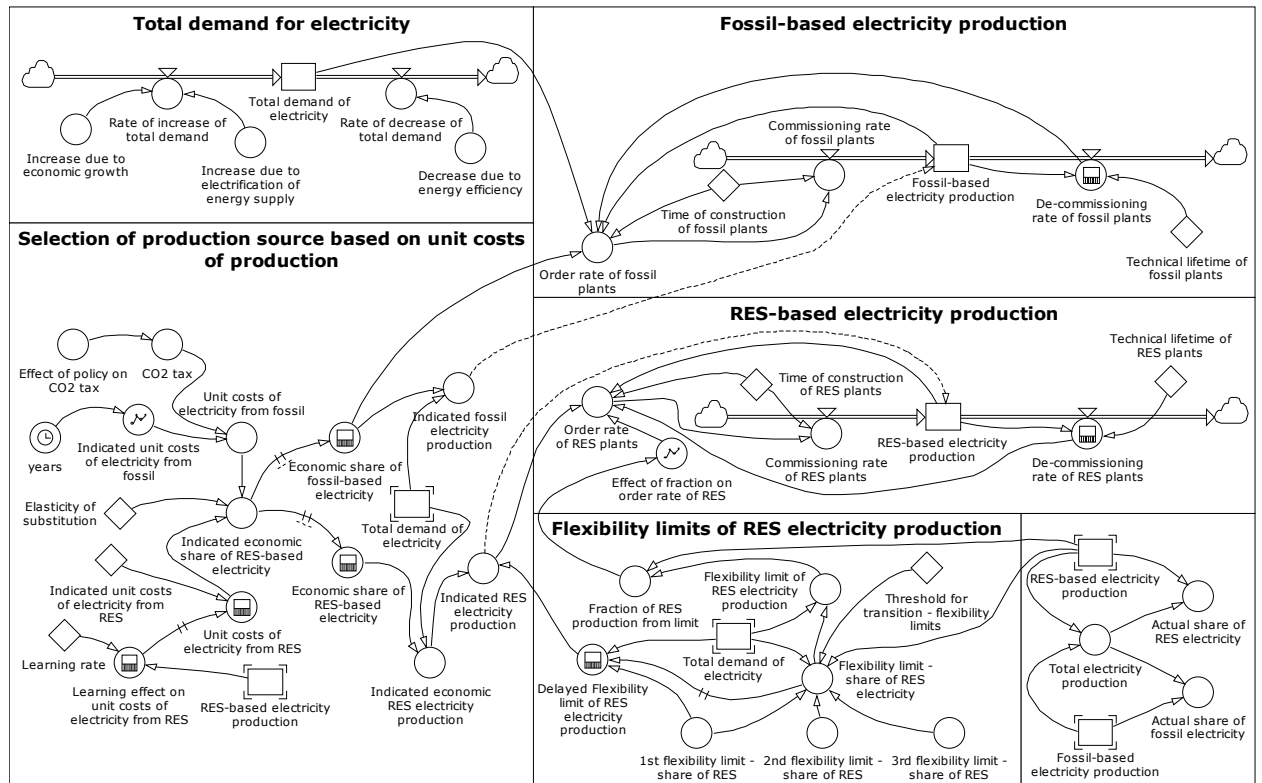 Total demand for electricity
Total demand of
electricity
Rate of increase of
total demand
Rate of decrease of
total demand
Increase due to
economic growth
Increase due to
electrification of
energy supply
Decrease due to
energy efficiency
Fossil-based electricity production
Commissioning rate
of fossil plants
Fossil-based
electricity production
Time of construction
of fossil plants
De-commissioning
rate of fossil plants
Order rate of fossil
plants
Technical lifetime of
fossil plants
Selection of production source based on unit costs
of production
Effect of policy on
CO2 tax
CO2 tax
Unit costs of
electricity from fossil
years
Indicated unit costs
of electricity from
fossil
Indicated fossil
electricity
production
Economic share of
fossil-based
electricity
Elasticity of
substitution
Total demand of
electricity
Indicated economic
share of RES-based
electricity
Indicated unit costs
of electricity from
RES
Economic share of
RES-based
electricity
Indicated RES
electricity
production
Unit costs of
electricity from RES
Learning rate
Learning effect on
unit costs of
electricity from RES
RES-based electricity
production
Indicated economic
RES electricity
production
RES-based electricity production
Technical lifetime of
RES plants
Time of construction
of RES plants
Order rate
of RES plants
RES-based electricity
production
Commissioning rate
of RES plants
De-commissioning
rate of RES plants
Effect of fraction on
order rate of RES
Flexibility limits of RES electricity production
Fraction of RES
production from limit
Flexibility limit of
RES electricity
production
Threshold for
transition - flexibility
limits
Total demand of
electricity
Flexibility limit -
share of RES
electricity
Delayed Flexibility
limit of RES
electricity
production
1st flexibility limit -
share of RES
2nd flexibility limit -
share of RES
3rd flexibility limit -
share of RES
RES-based electricity
production
Actual share of
RES electricity
Total electricity
production
Actual share of
fossil electricity
Fossil-based
electricity production